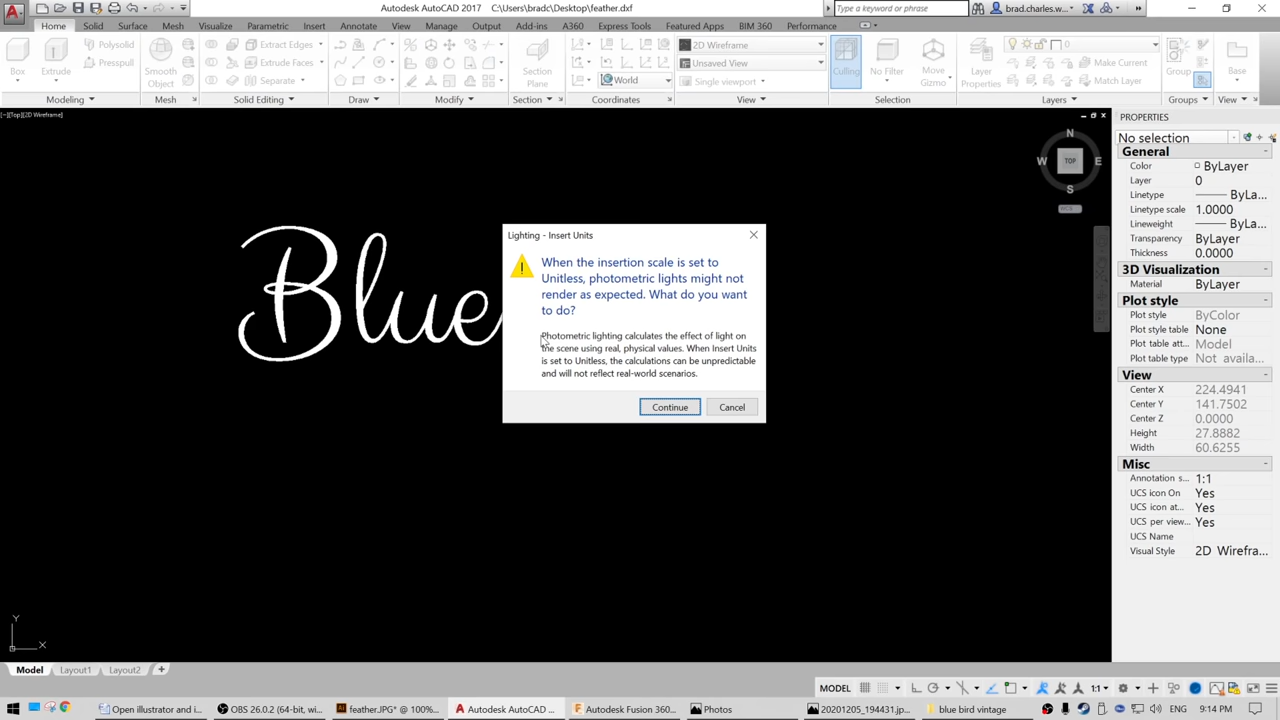 Autodesk AutoCAD 2017 C:\Users\bradc\Desktop\feather.dxf
Type a keyword or phrase
brad.charles.w...
Home Solid Surface Mesh Visualize Parametric Insert Annotate View Manage Output Add-ins A360 Express Tools Featured Apps BIM 360 Performance
Box
Extrude
Polysolid
Presspull
Smooth
Object
Extract Edges
Extrude Faces
Separate
Section
Plane
World
2D Wireframe
Unsaved View
Single viewport
Culling
No Filter
Move
Gizmo
Layer
Properties
0
Make Current
Match Layer
Group
Base
Modeling Mesh Solid Editing Draw Modify Section Coordinates View Selection Layers Groups View
[−][Top][2D Wireframe]
Blue
N
W TOP E
S
WCS
Lighting - Insert Units
When the insertion scale is set to
Unitless, photometric lights might not
render as expected. What do you want
to do?
Photometric lighting calculates the effect of light on
the scene using real, physical values. When Insert Units
is set to Unitless, the calculations can be unpredictable
and will not reflect real-world scenarios.
Continue Cancel
PROPERTIES
No selection
General
Color ByLayer
Layer 0
Linetype ByLa...
Linetype scale 1.0000
Lineweight ByLa...
Transparency ByLayer
Thickness 0.0000
3D Visualization
Material ByLayer
Plot style
Plot style ByColor
Plot style table None
Plot table att... Model
Plot table type Not availa...
View
Center X 224.4941
Center Y 141.7502
Center Z 0.0000
Height 27.8882
Width 60.6255
Misc
Annotation s... 1:1
UCS icon On Yes
UCS icon at... Yes
UCS per view... Yes
UCS Name
Visual Style 2D Wirefra...
Y
X
Model Layout1 Layout2 +
MODEL 1:1
Open illustrator and i... OBS 26.0.2 (64-bit, w... feather.JPG* @ 100%... Autodesk AutoCAD ... Autodesk Fusion 360... Photos 20201205_194431.jp... blue bird vintage 9:14 PM